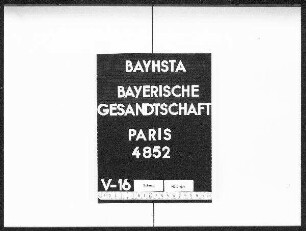 BAYHSTA
BAYERISCHE
GESANDTSCHAFT
PARIS
4852
V-16